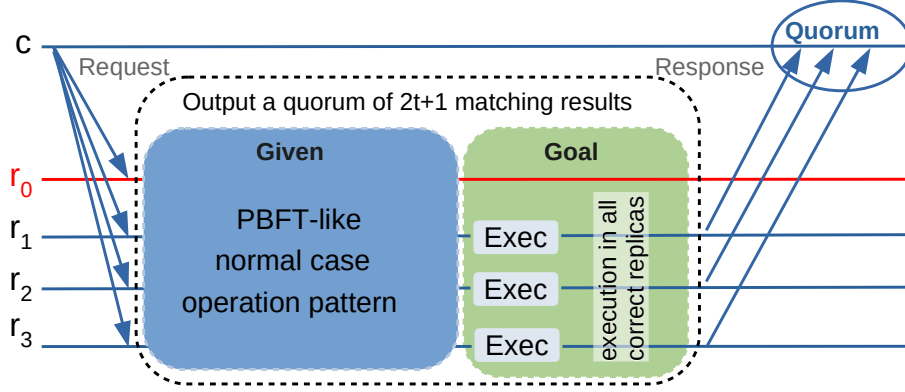 c
Quorum
Request
Response
Output a quorum of 2t+1 matching results
Given
Goal
r0
r1
r2
r3
PBFT-like
normal case
operation pattern
Exec
Exec
Exec
execution in all
correct replicas